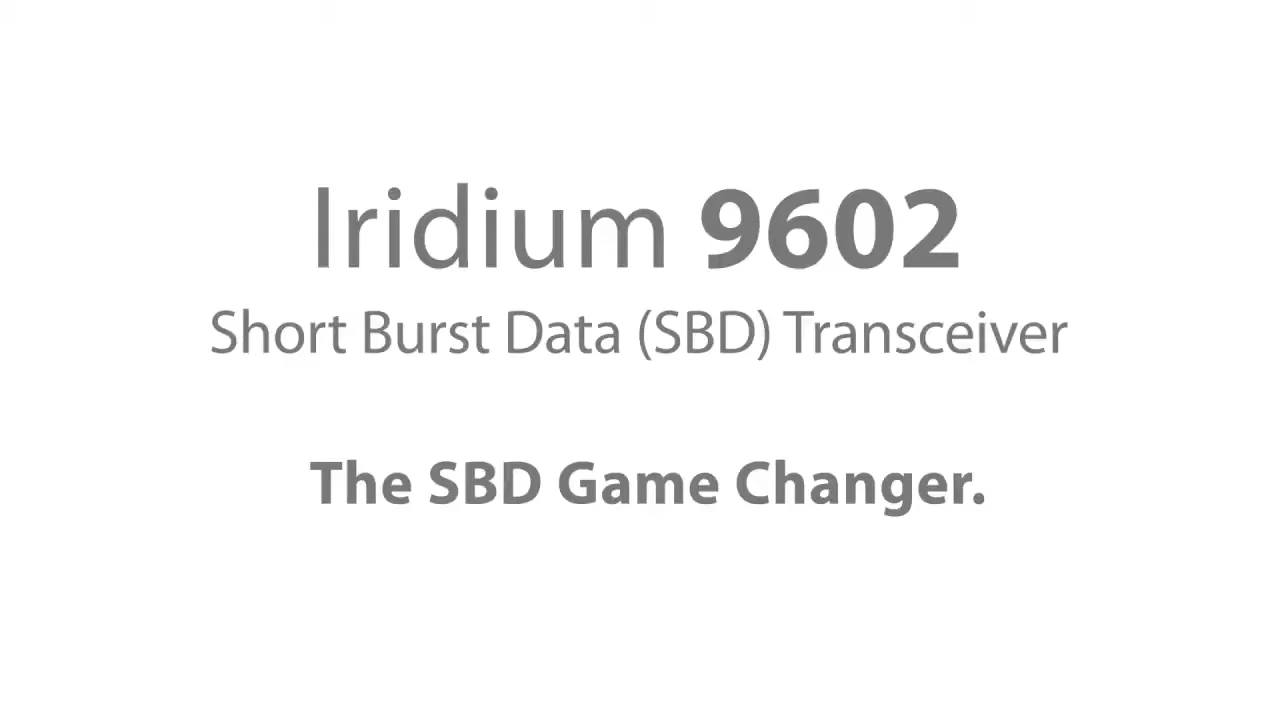 Iridium 9602
Short Burst Data (SBD) Transceiver
The SBD Game Changer.